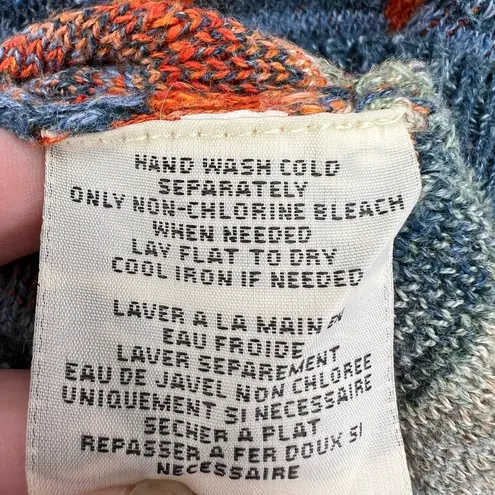 HAND WASH COLD
SEPARATELY
ONLY NON-CHLORINE BLEACH
WHEN NEEDED
LAY FLAT TO DRY
COOL IRON IF NEEDED
LAVER A LA MAIN EN
EAU FROIDE
LAVER SEPAREMENT
EAU DE JAVEL NON CHLOREE
UNIQUEMENT SI NECESSAIRE
SECHER A PLAT
REPASSER A FER DOUX SI
NECESSAIRE